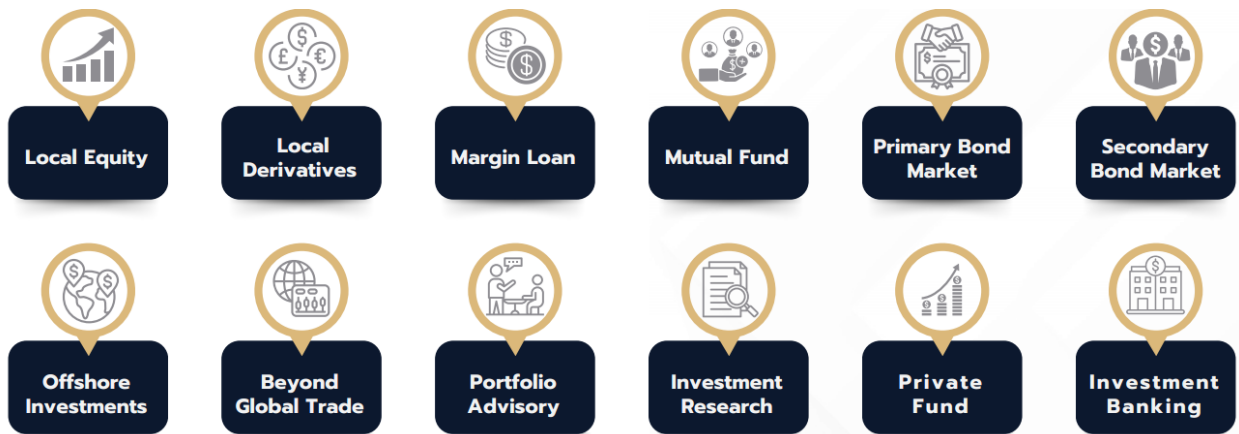 Local Equity
Local
Derivatives
Margin Loan
Mutual Fund
Primary Bond
Market
Secondary
Bond Market
Offshore
Investments
Beyond
Global Trade
Portfolio
Advisory
Investment
Research
Private
Fund
Investment
Banking